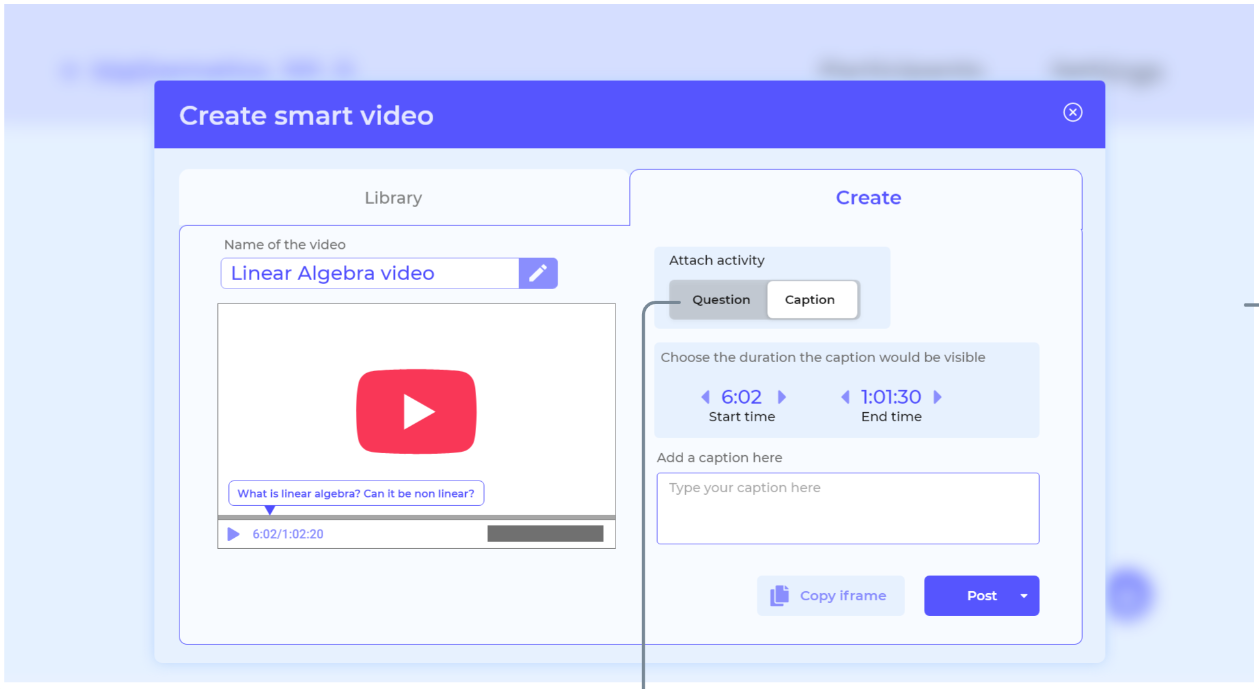 Create smart video
Library
Create
Name of the video
Linear Algebra video
What is linear algebra? Can it be non linear?
6:02/1:02:20
Attach activity
Question
Caption
Choose the duration the caption would be visible
6:02
1:01:30
Start time
End time
Add a caption here
Type your caption here
Copy iframe
Post